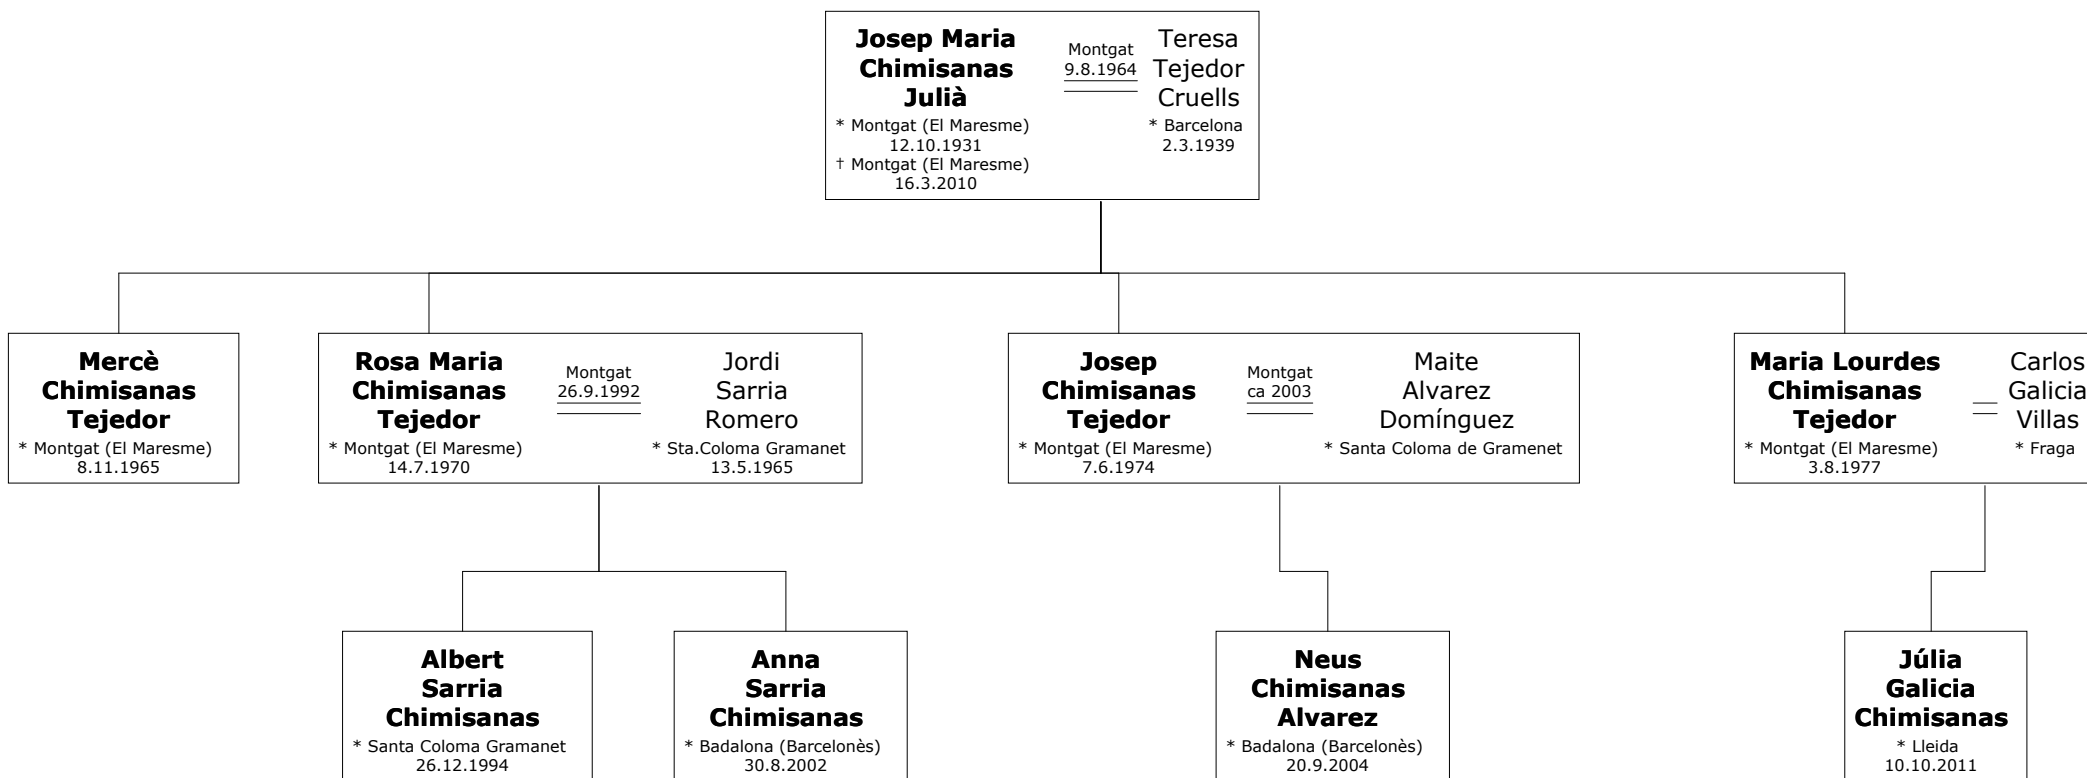 Josep Maria
Chimisanas
Julià
* Montgat (El Maresme)
12.10.1931
† Montgat (El Maresme)
16.3.2010
Montgat
9.8.1964
Teresa
Tejedor
Cruells
* Barcelona
2.3.1939
Mercè
Chimisanas
Tejedor
* Montgat (El Maresme)
8.11.1965
Rosa Maria
Chimisanas
Tejedor
* Montgat (El Maresme)
14.7.1970
Montgat
26.9.1992
Jordi
Sarria
Romero
* Sta.Coloma Gramanet
13.5.1965
Josep
Chimisanas
Tejedor
* Montgat (El Maresme)
7.6.1974
Montgat
ca 2003
Maite
Alvarez
Domínguez
* Santa Coloma de Gramenet
Maria Lourdes
Chimisanas
Tejedor
* Montgat (El Maresme)
3.8.1977
Carlos
Galicia
Villas
* Fraga
Albert
Sarria
Chimisanas
* Santa Coloma Gramanet
26.12.1994
Anna
Sarria
Chimisanas
* Badalona (Barcelonès)
30.8.2002
Neus
Chimisanas
Alvarez
* Badalona (Barcelonès)
20.9.2004
Júlia
Galicia
Chimisanas
* Lleida
10.10.2011